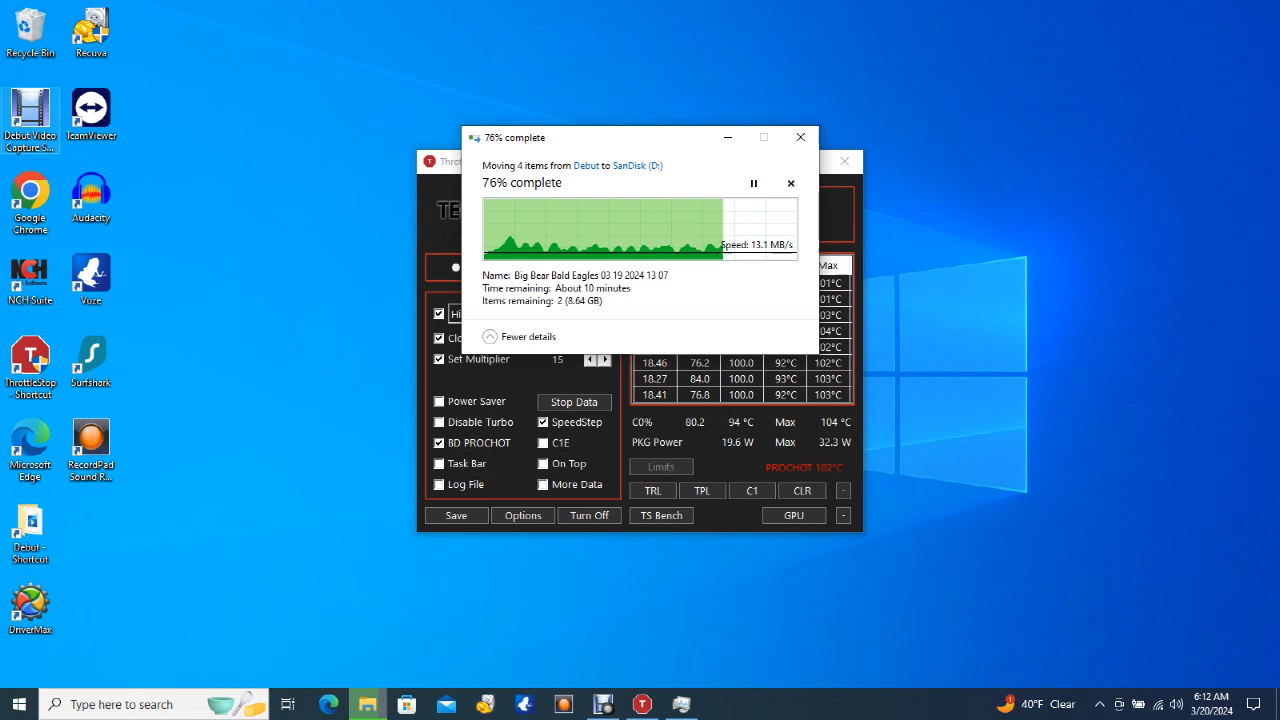 Recycle Bin
Recuva
Debut Video
Capture S...
TeamViewer
Google
Chrome
Audacity
NCH Suite
Vuze
ThrottleStop
- Shortcut
Surfshark
Microsoft
Edge
RecordPad
Sound R...
Debut -
Shortcut
DriverMax
76% complete
Moving 4 items from Debut to SanDisk (D:)
76% complete
Speed: 13.1 MB/s
Name: Big Bear Bald Eagles 03 19 2024 13 07
Time remaining: About 10 minutes
Items remaining: 2 (8.64 GB)
Fewer details
Max
Set Multiplier 15
18.46 76.2 100.0 92°C 102°C
18.27 84.0 100.0 93°C 103°C
18.41 76.8 100.0 92°C 103°C
Power Saver
Stop Data
Disable Turbo
SpeedStep
BD PROCHOT
C1E
Task Bar
On Top
Log File
More Data
C0% 80.2 94 °C Max 104 °C
PKG Power 19.6 W Max 32.3 W
Limits
PROCHOT 102°C
TRL TPL C1 CLR -
Save Options Turn Off TS Bench GPU -
Type here to search
40°F Clear
6:12 AM
3/20/2024